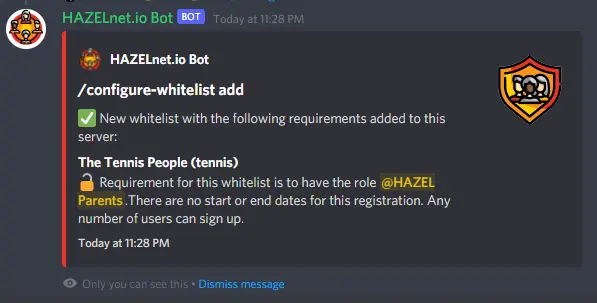 HAZELnet.io Bot BOT Today at 11:28 PM
HAZELnet.io Bot
/configure-whitelist add
✅ New whitelist with the following requirements added to this
server:
The Tennis People (tennis)
🔓 Requirement for this whitelist is to have the role @HAZEL
Parents.There are no start or end dates for this registration. Any
number of users can sign up.
Today at 11:28 PM
Only you can see this • Dismiss message